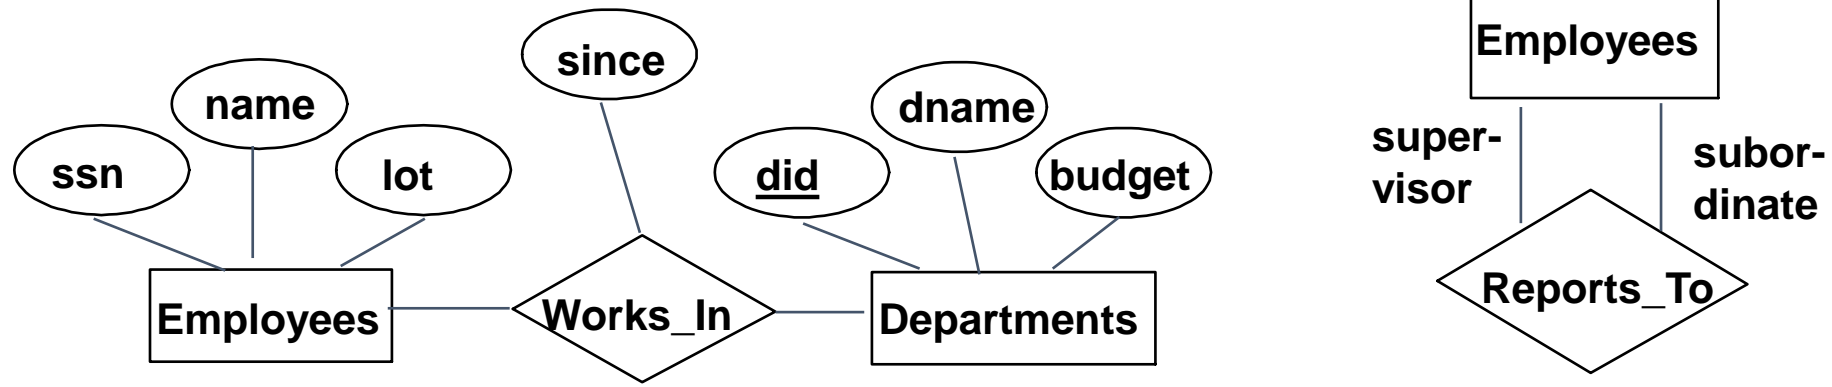 since
name
dname
ssn
lot
did
budget
Employees
Works_In
Departments
Employees
super-
visor
subor-
dinate
Reports_To